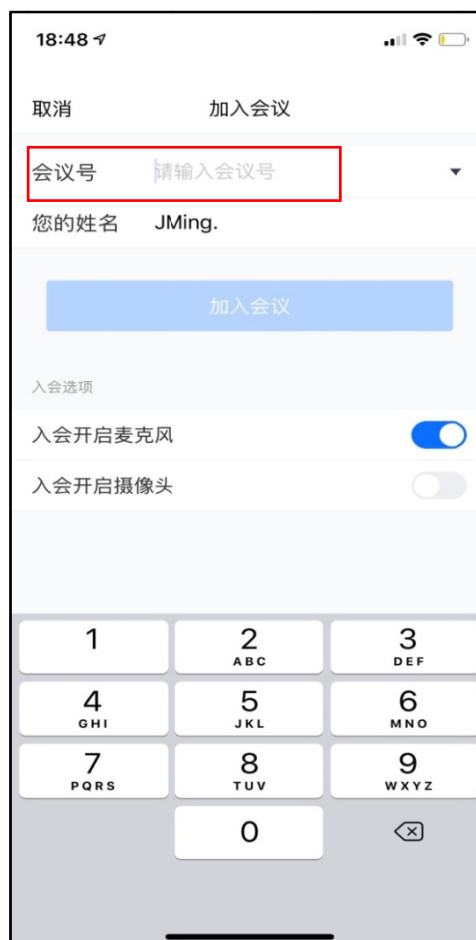 18:48
取消 加入会议
会议号 请输入会议号
您的姓名 JMing.
加入会议
入会选项
入会开启麦克风
入会开启摄像头
1 2 3
ABC DEF
4 5 6
GHI JKL MNO
7 8 9
PQRS TUV WXYZ
0